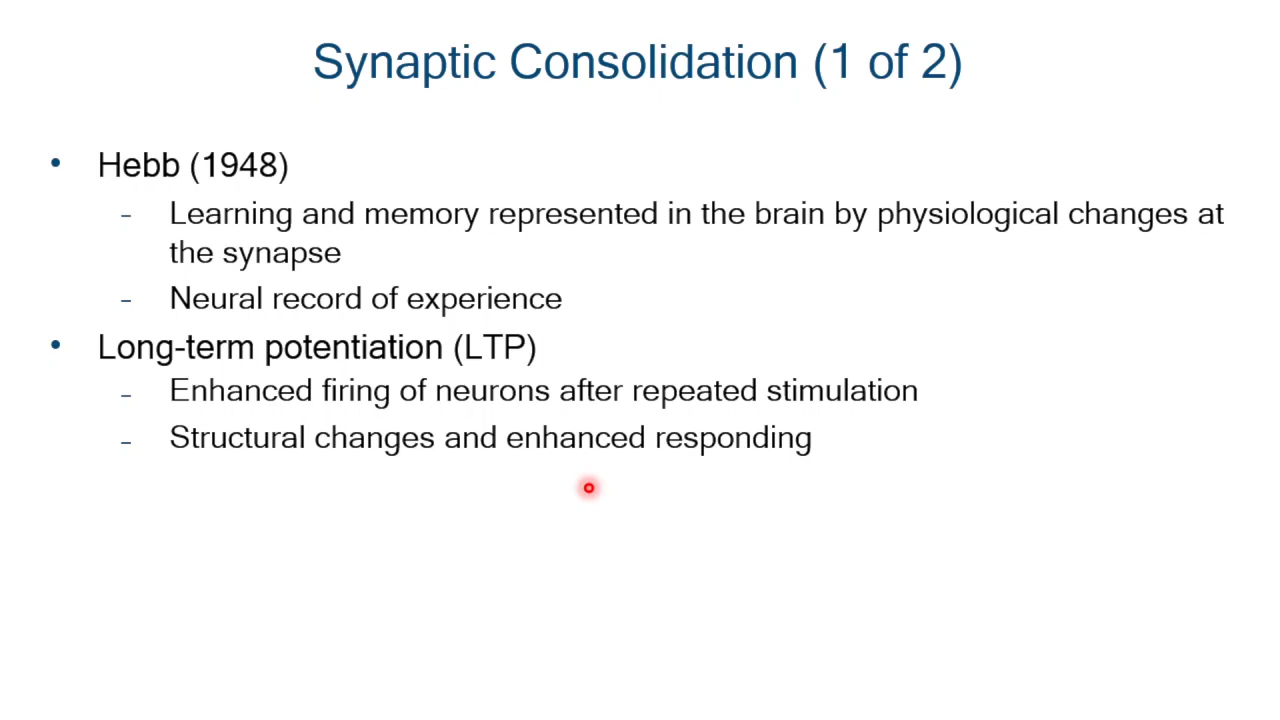 Synaptic Consolidation (1 of 2)
• Hebb (1948)
– Learning and memory represented in the brain by physiological changes at
the synapse
– Neural record of experience
• Long-term potentiation (LTP)
– Enhanced firing of neurons after repeated stimulation
– Structural changes and enhanced responding